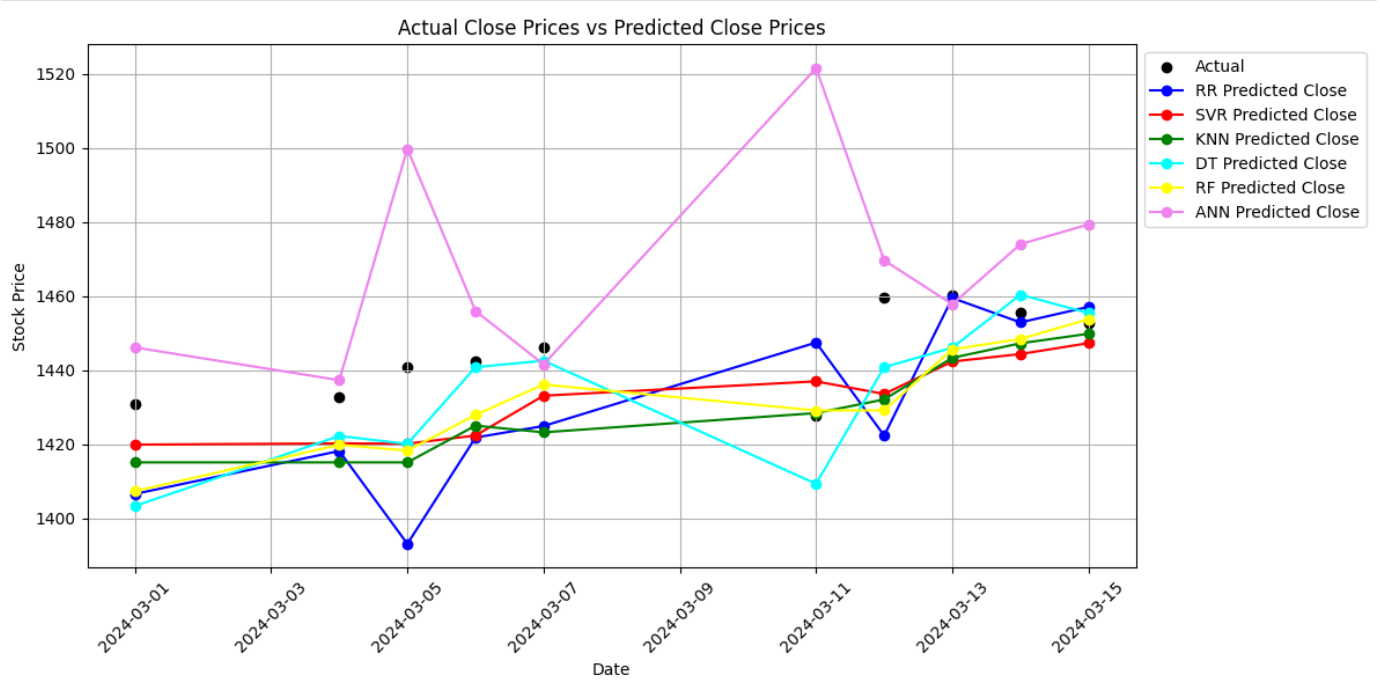 Actual Close Prices vs Predicted Close Prices
1520
1500
1480
1460
1440
1420
1400
Stock Price
2024-03-01
2024-03-03
2024-03-05
2024-03-07
2024-03-09
2024-03-11
2024-03-13
2024-03-15
Date
Actual
RR Predicted Close
SVR Predicted Close
KNN Predicted Close
DT Predicted Close
RF Predicted Close
ANN Predicted Close